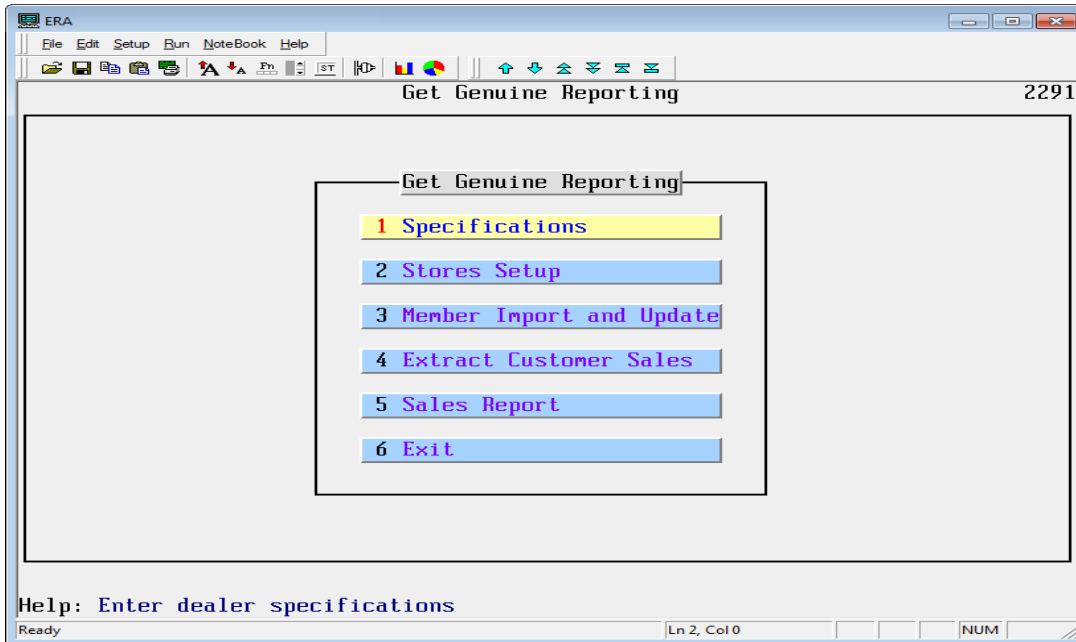 ERA
File Edit Setup Run NoteBook Help
A A Fn ST
Get Genuine Reporting 2291
Get Genuine Reporting
1 Specifications
2 Stores Setup
3 Member Import and Update
4 Extract Customer Sales
5 Sales Report
6 Exit
Help: Enter dealer specifications
Ready Ln 2, Col 0 NUM